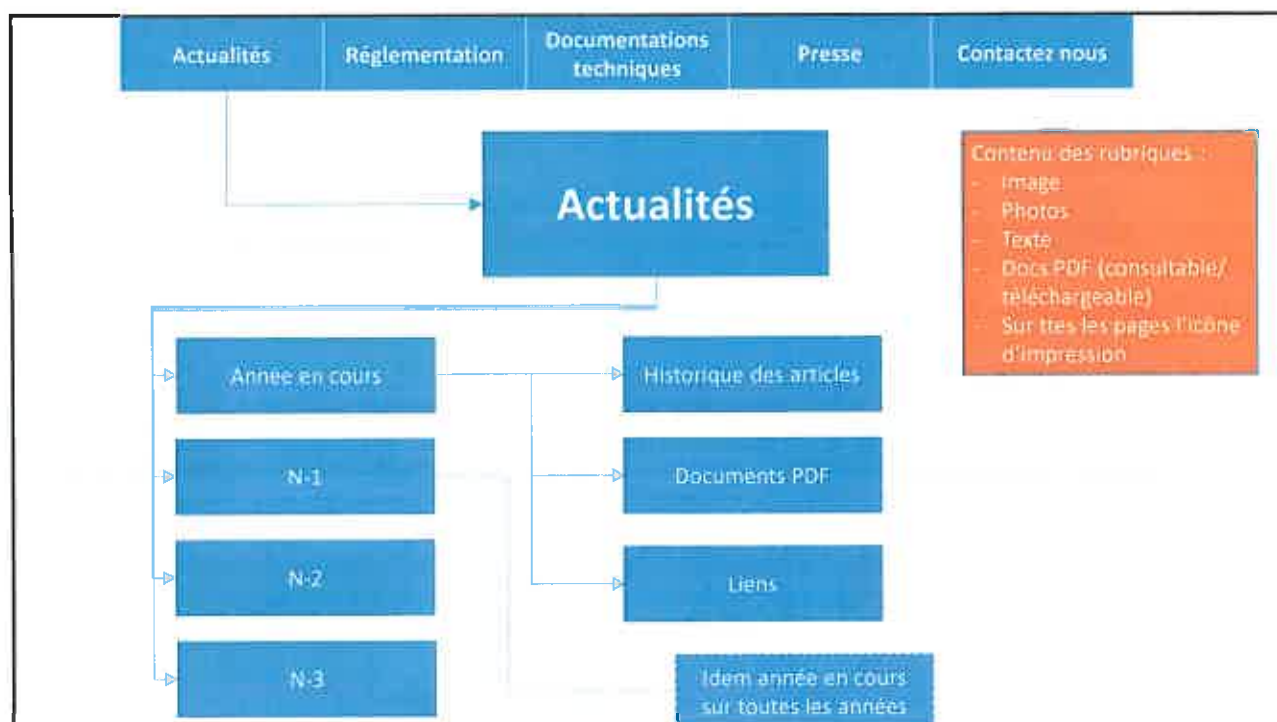 Actualités
Réglementation
Documentations
techniques
Presse
Contactez nous
Actualités
Contenu des rubriques :
- Image
- Photos
- Texte
- Docs PDF (consultable/
téléchargeable)
- Sur ttes les pages l'icône
d'impression
Année en cours
Historique des articles
N-1
Documents PDF
N-2
Liens
N-3
Idem année en cours
sur toutes les années